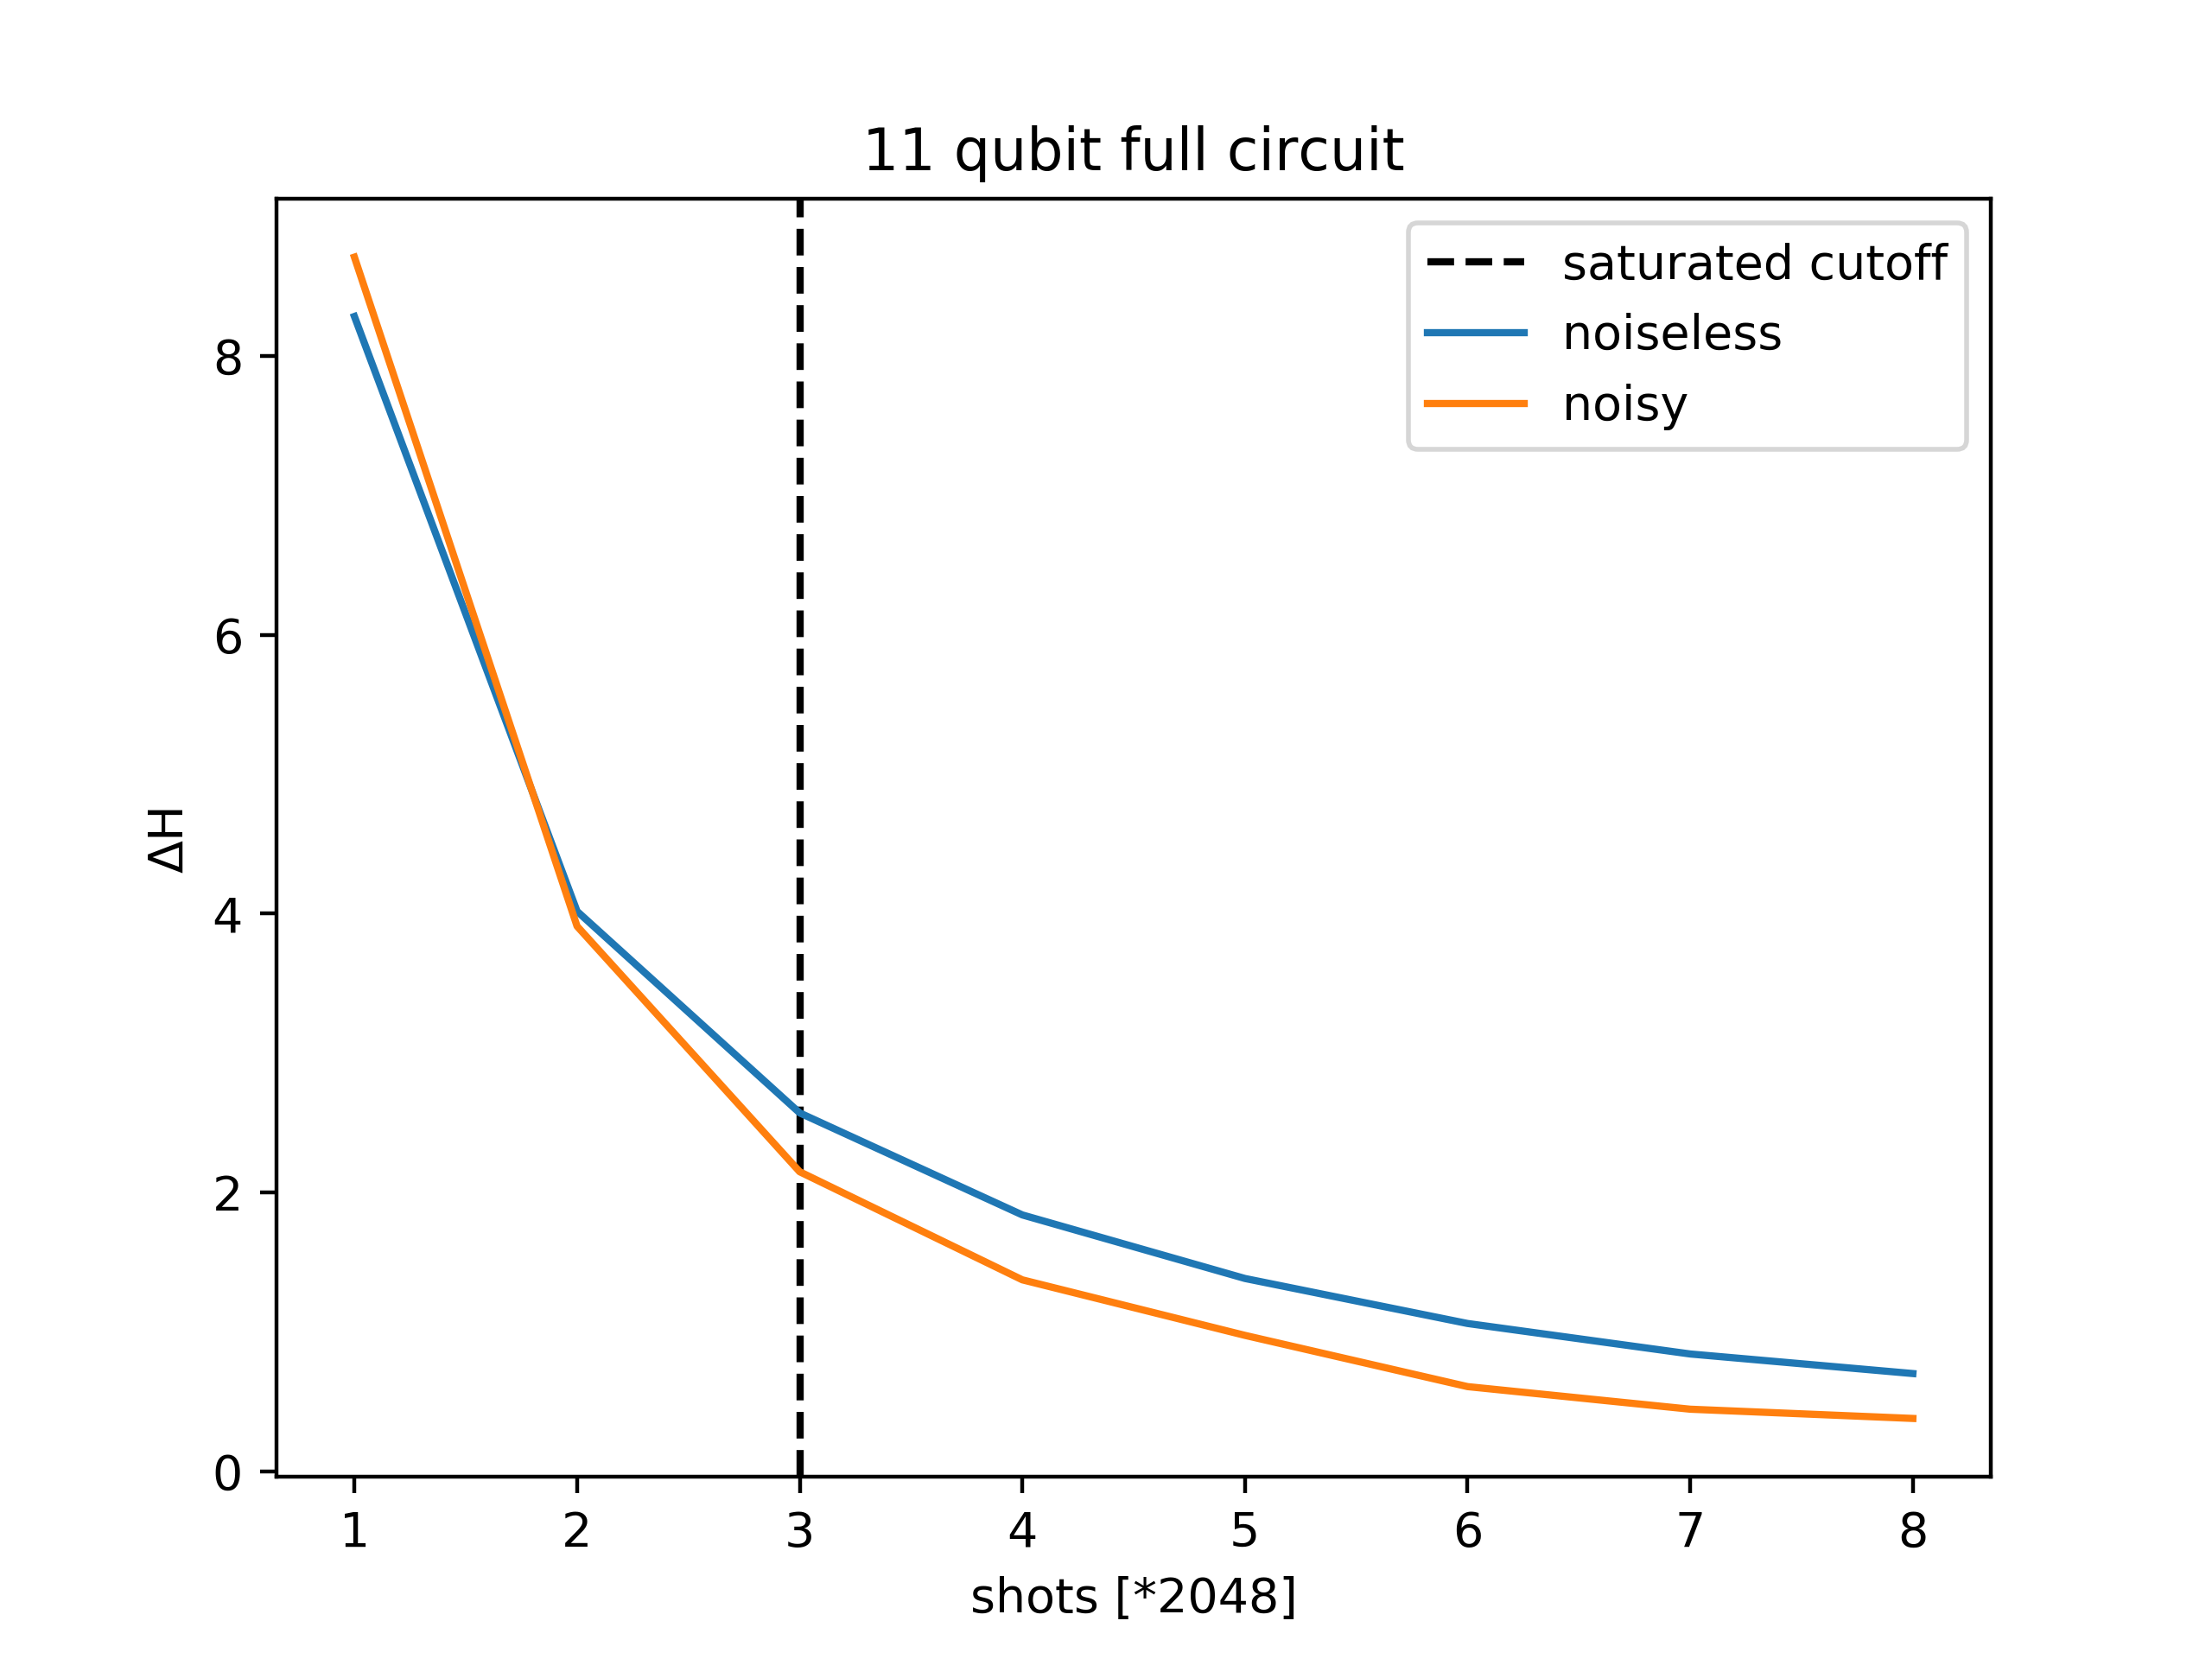 11 qubit full circuit
saturated cutoff
noiseless
noisy
ΔH
8
6
4
2
0
1 2 3 4 5 6 7 8
shots [*2048]